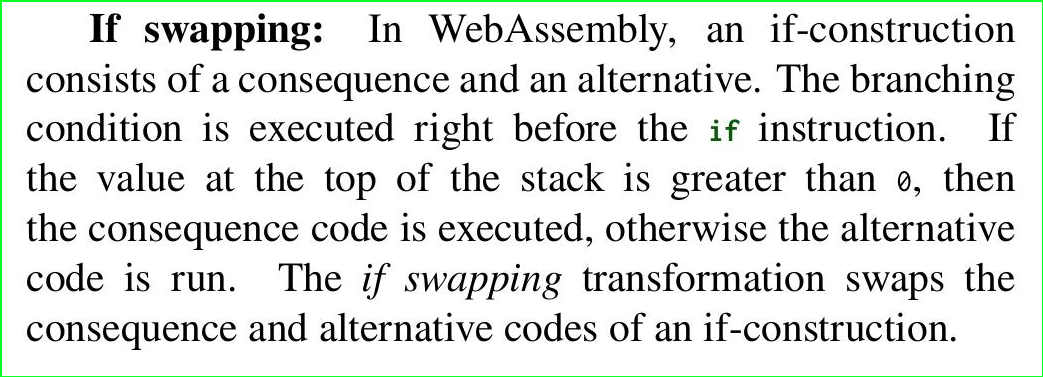 If swapping: In WebAssembly, an if-construction
consists of a consequence and an alternative. The branching
condition is executed right before the if instruction. If
the value at the top of the stack is greater than 0, then
the consequence code is executed, otherwise the alternative
code is run. The if swapping transformation swaps the
consequence and alternative codes of an if-construction.